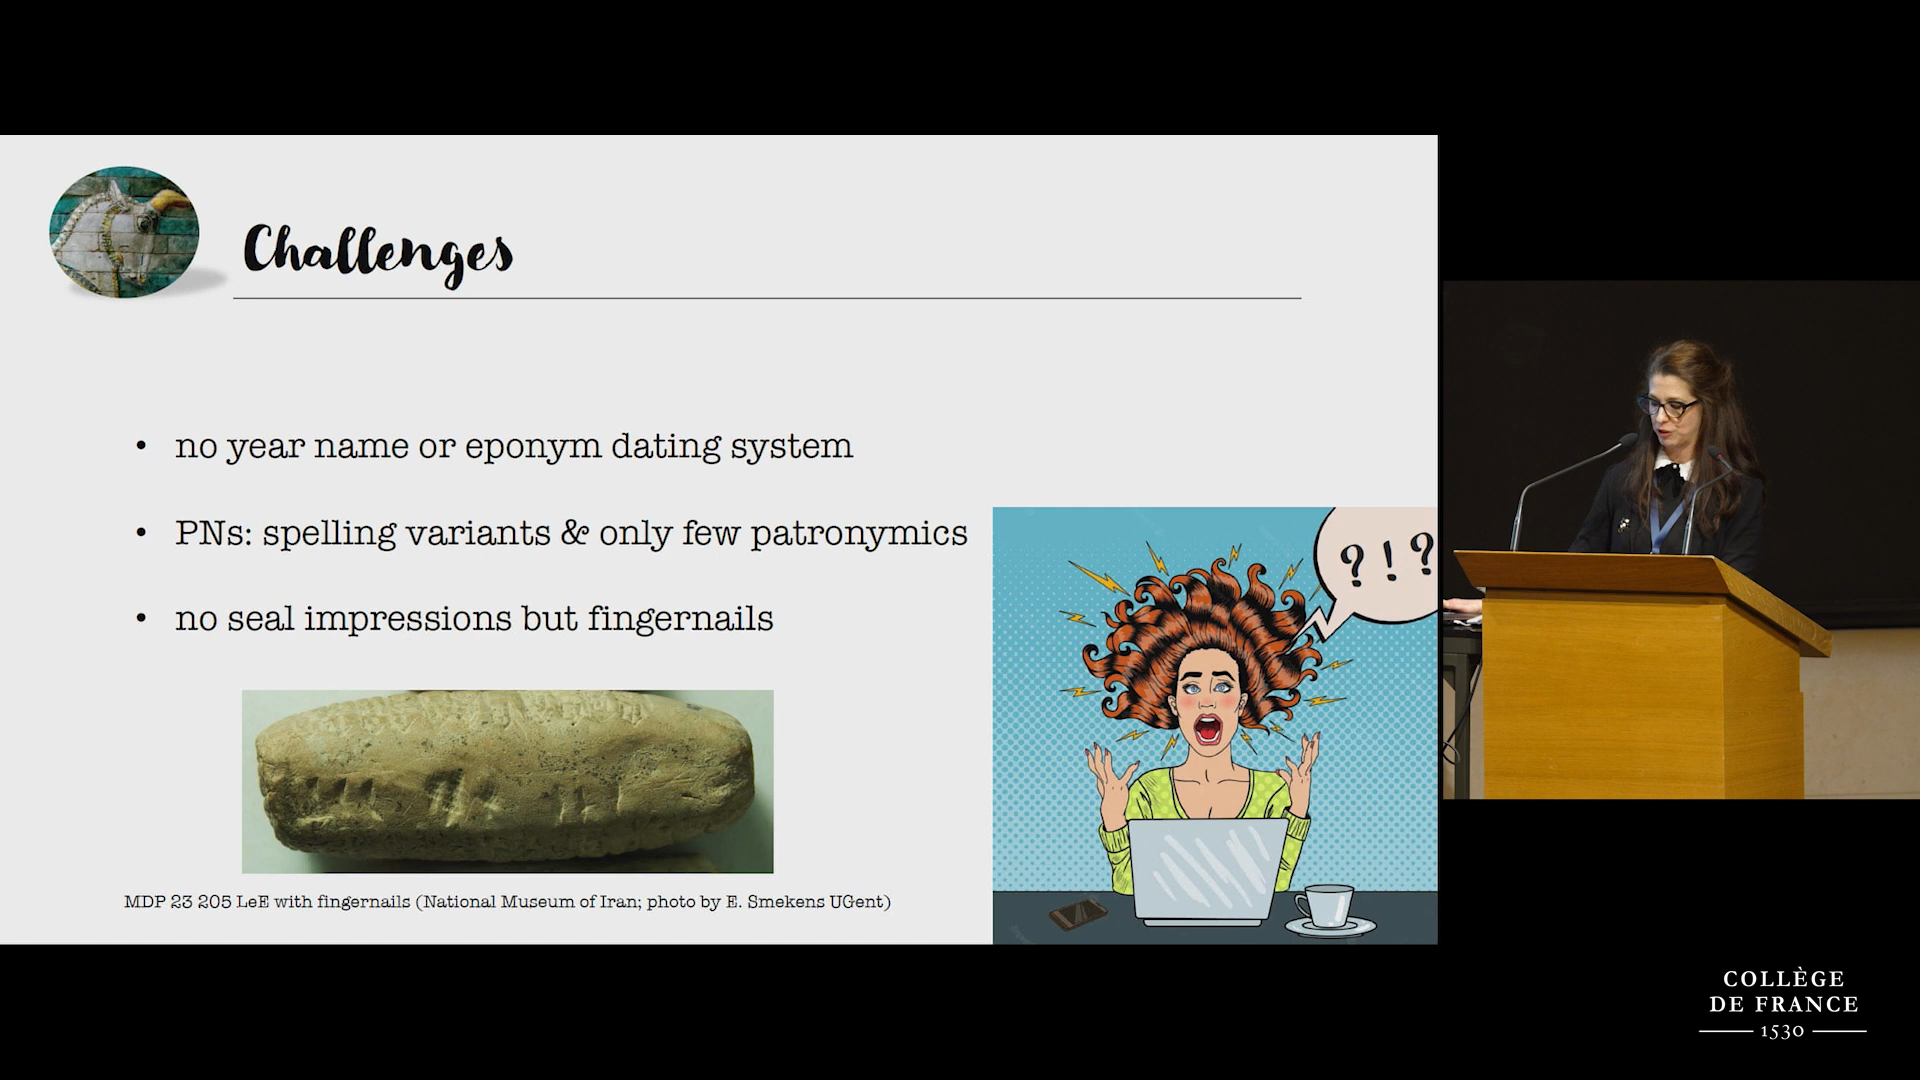 Challenges
• no year name or eponym dating system
• PNs: spelling variants & only few patronymics
• no seal impressions but fingernails
MDP 23 205 LeE with fingernails (National Museum of Iran; photo by E. Smekens UGent)
?!?
COLLÈGE
DE FRANCE
1530